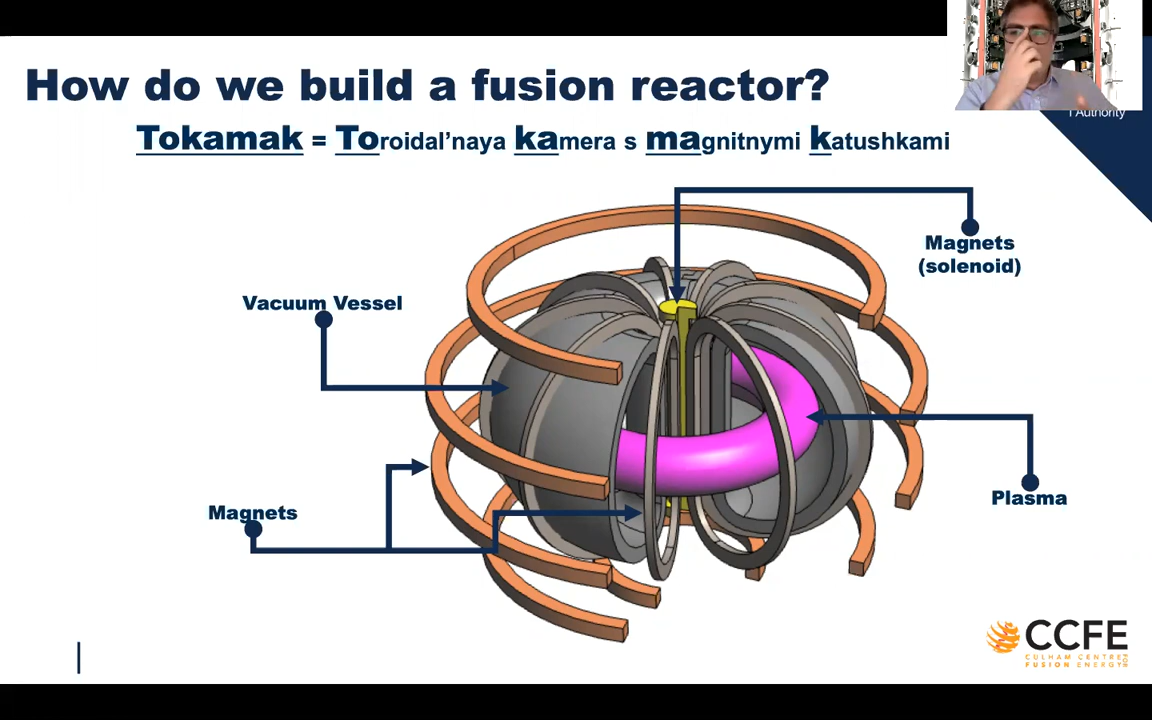 How do we build a fusion reactor?
Tokamak = Toroidal’naya kamera s magnitnymi katushkami
Authority
Magnets
(solenoid)
Vacuum Vessel
Magnets
Plasma
CCFE
CULHAM CENTRE FOR
FUSION ENERGY